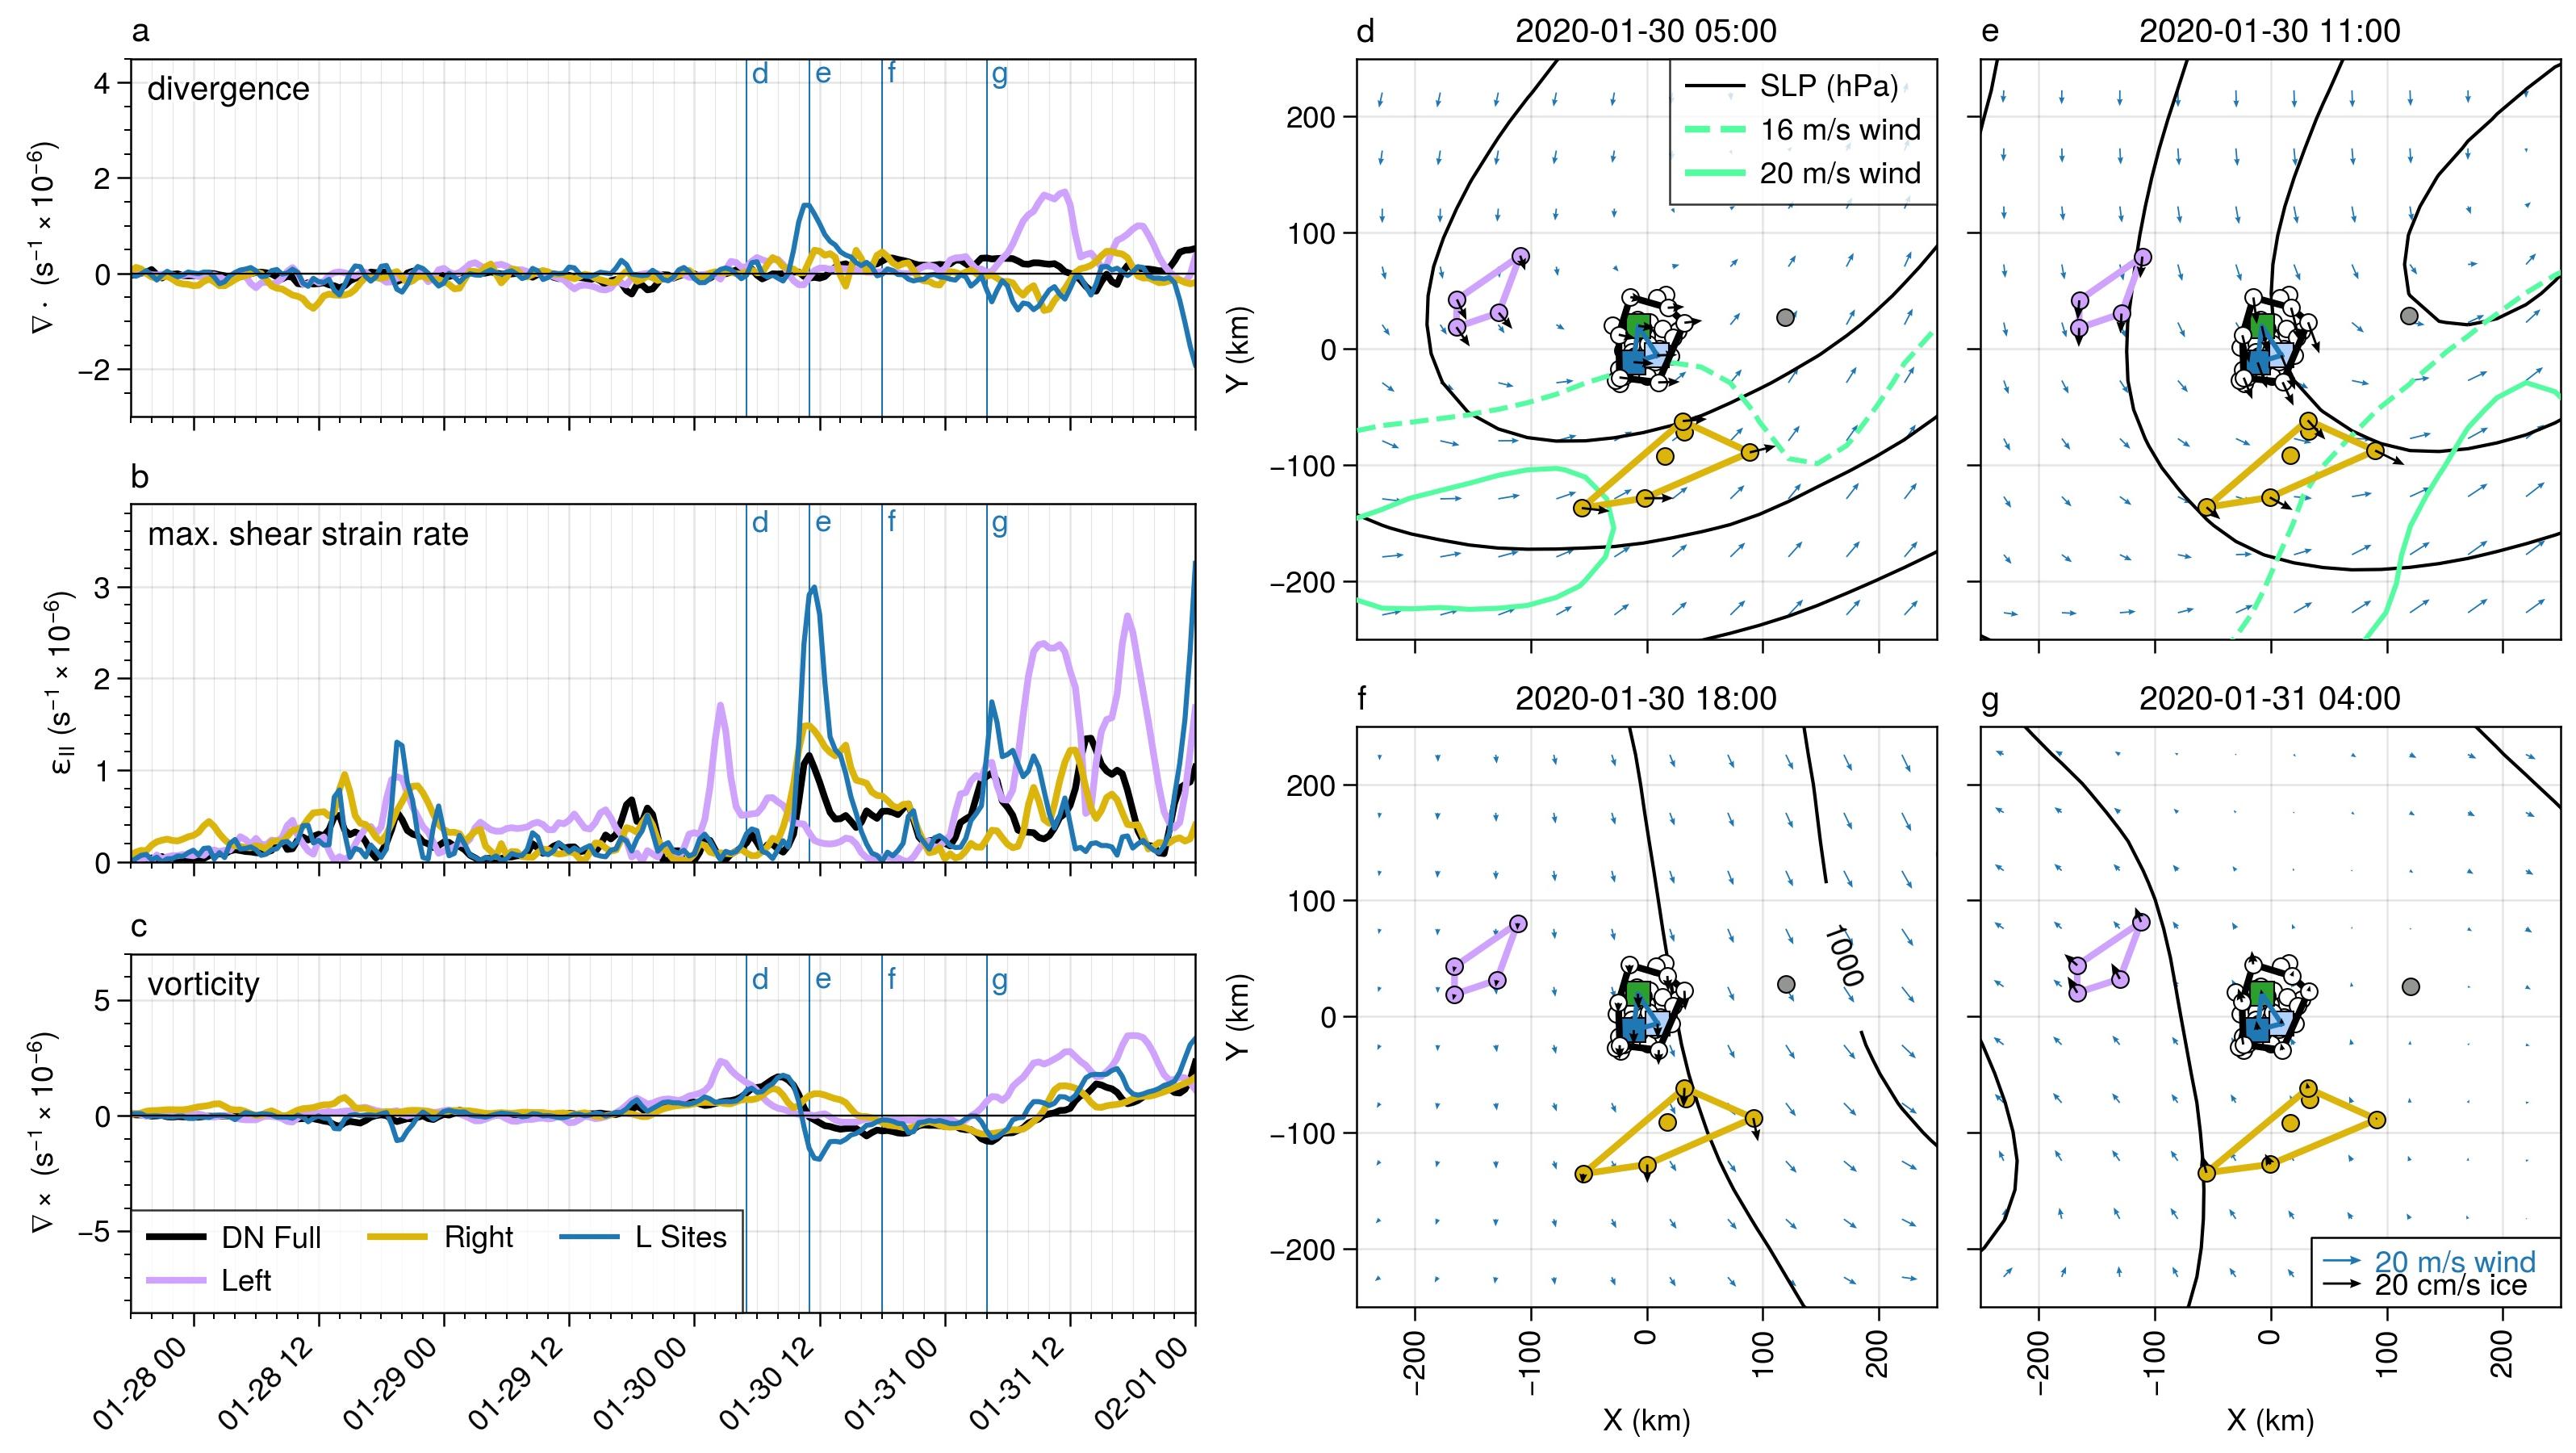 a
divergence
d
e
f
g
4
2
0
−2
∇ · (s⁻¹ × 10⁻⁶)
b
max. shear strain rate
d
e
f
g
3
2
1
0
ε_II (s⁻¹ × 10⁻⁶)
c
vorticity
d
e
f
g
5
0
−5
∇ × (s⁻¹ × 10⁻⁶)
DN Full
Right
L Sites
Left
01-28 00
01-28 12
01-29 00
01-29 12
01-30 00
01-30 12
01-31 00
01-31 12
02-01 00
d
2020-01-30 05:00
SLP (hPa)
16 m/s wind
20 m/s wind
200
100
0
−100
−200
Y (km)
e
2020-01-30 11:00
f
2020-01-30 18:00
1000
200
100
0
−100
−200
Y (km)
−200
−100
0
100
200
X (km)
g
2020-01-31 04:00
20 m/s wind
20 cm/s ice
−200
−100
0
100
200
X (km)